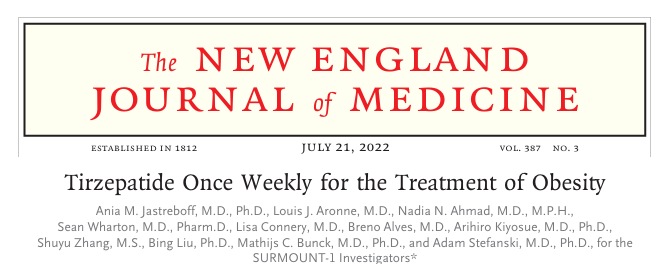 The NEW ENGLAND
JOURNAL of MEDICINE
ESTABLISHED IN 1812 JULY 21, 2022 VOL. 387 NO. 3
Tirzepatide Once Weekly for the Treatment of Obesity
Ania M. Jastreboff, M.D., Ph.D., Louis J. Aronne, M.D., Nadia N. Ahmad, M.D., M.P.H.,
Sean Wharton, M.D., Pharm.D., Lisa Connery, M.D., Breno Alves, M.D., Arihiro Kiyosue, M.D., Ph.D.,
Shuyu Zhang, M.S., Bing Liu, Ph.D., Mathijs C. Bunck, M.D., Ph.D., and Adam Stefanski, M.D., Ph.D., for the
SURMOUNT-1 Investigators*